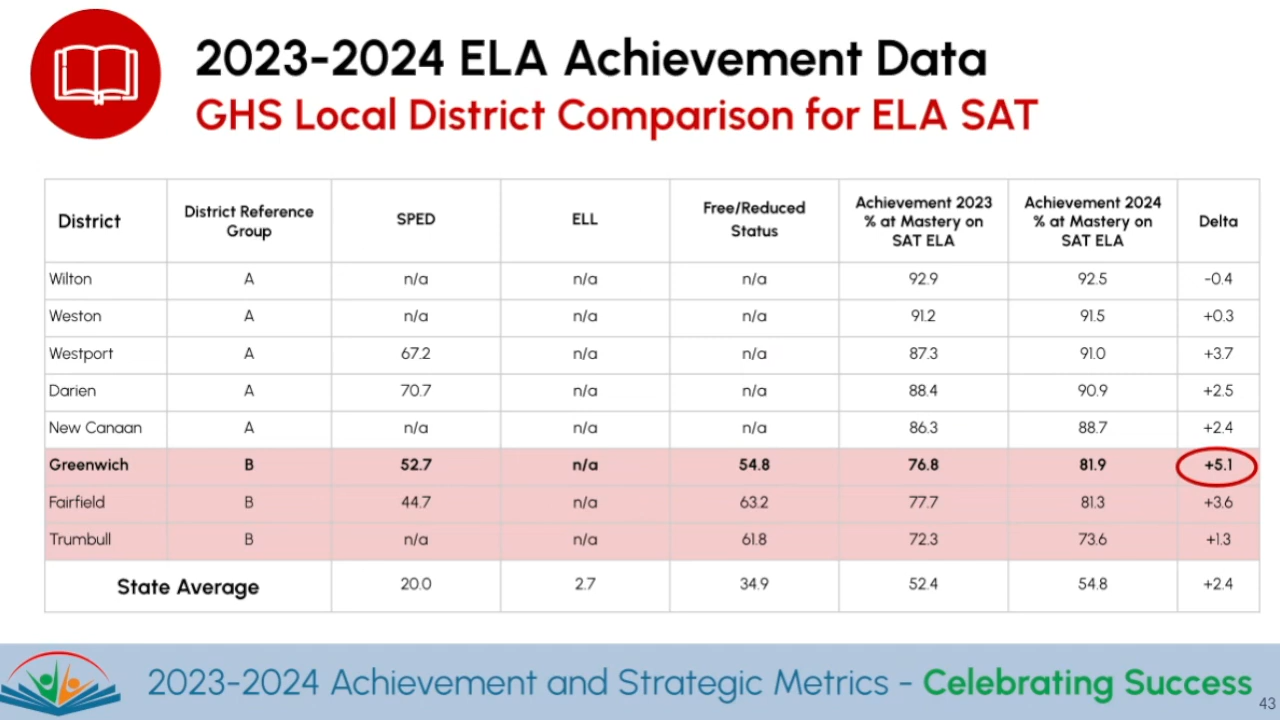 2023-2024 ELA Achievement Data
GHS Local District Comparison for ELA SAT
District District Reference Group SPED ELL Free/Reduced Status Achievement 2023 % at Mastery on SAT ELA Achievement 2024 % at Mastery on SAT ELA Delta
Wilton A n/a n/a n/a 92.9 92.5 -0.4
Weston A n/a n/a n/a 91.2 91.5 +0.3
Westport A 67.2 n/a n/a 87.3 91.0 +3.7
Darien A 70.7 n/a n/a 88.4 90.9 +2.5
New Canaan A n/a n/a n/a 86.3 88.7 +2.4
Greenwich B 52.7 n/a 54.8 76.8 81.9 +5.1
Fairfield B 44.7 n/a 63.2 77.7 81.3 +3.6
Trumbull B n/a n/a 61.8 72.3 73.6 +1.3
State Average 20.0 2.7 34.9 52.4 54.8 +2.4
2023-2024 Achievement and Strategic Metrics - Celebrating Success
43